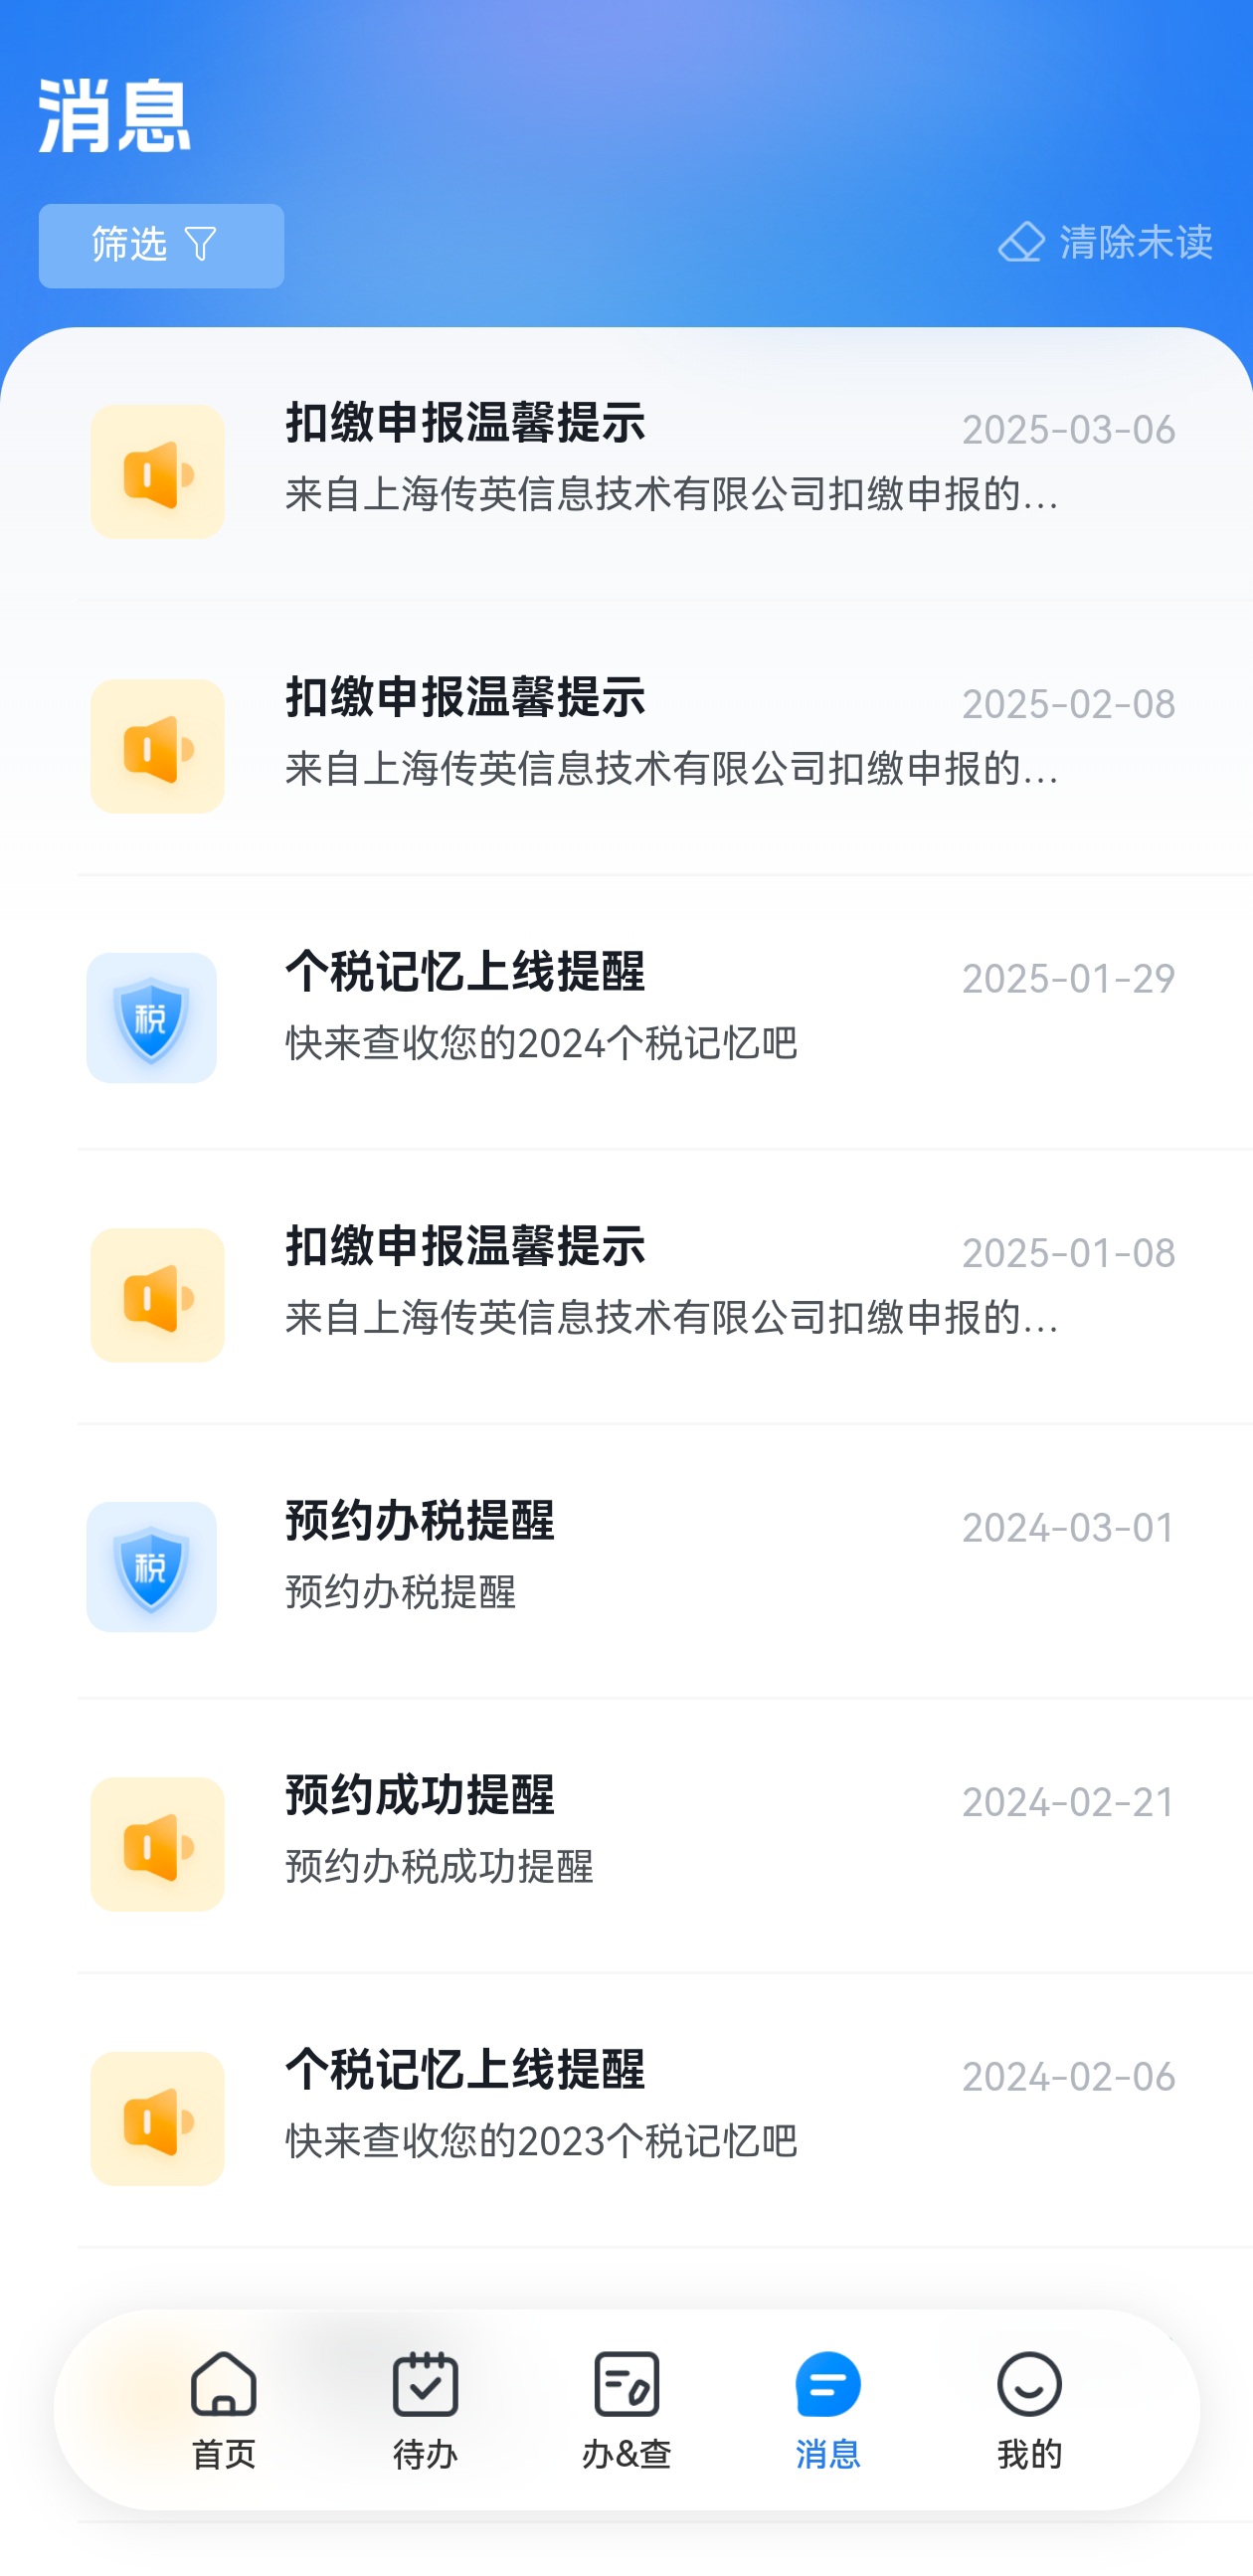 消息
筛选
清除未读
扣缴申报温馨提示 2025-03-06
来自上海传英信息技术有限公司扣缴申报的...
扣缴申报温馨提示 2025-02-08
来自上海传英信息技术有限公司扣缴申报的...
个税记忆上线提醒 2025-01-29
税
快来查收您的2024个税记忆吧
扣缴申报温馨提示 2025-01-08
来自上海传英信息技术有限公司扣缴申报的...
预约办税提醒 2024-03-01
税
预约办税提醒
预约成功提醒 2024-02-21
预约办税成功提醒
个税记忆上线提醒 2024-02-06
快来查收您的2023个税记忆吧
首页 待办 办&查 消息 我的